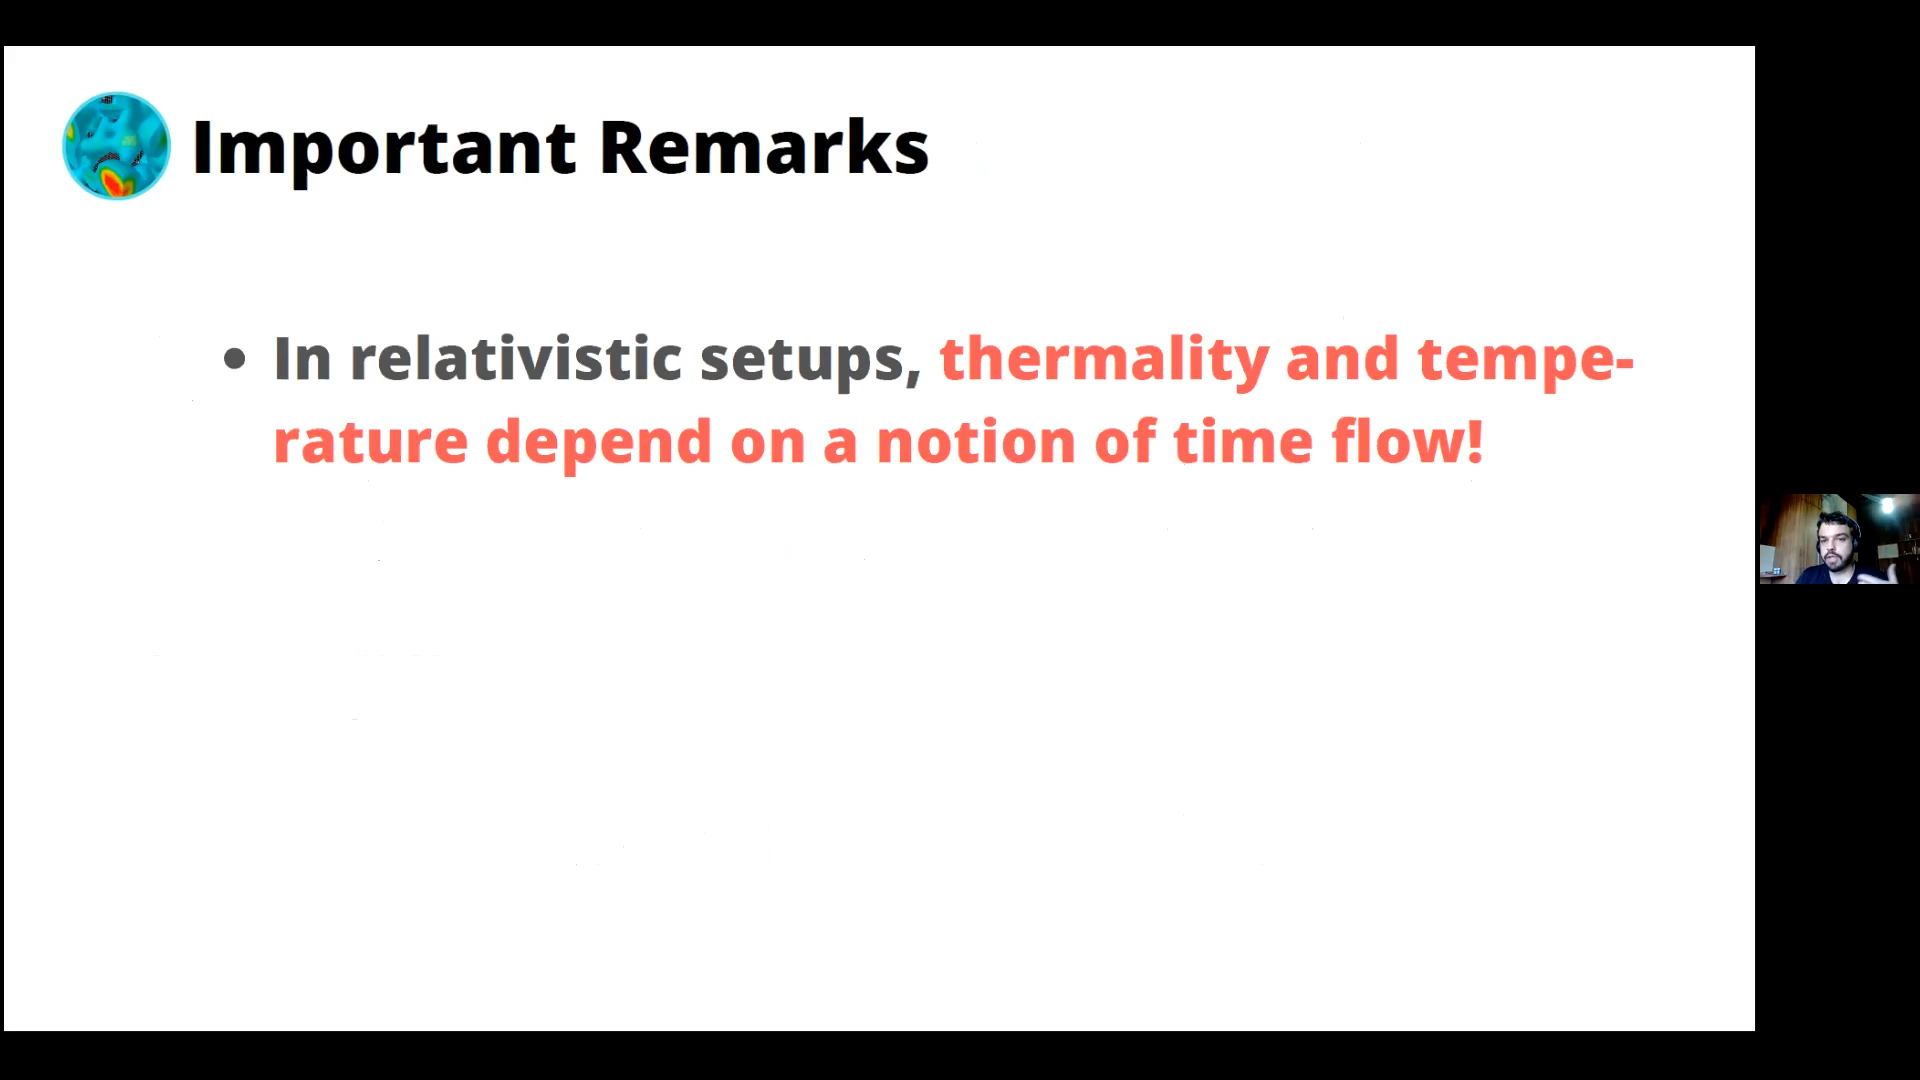 Important Remarks
• In relativistic setups, thermality and tempe-
rature depend on a notion of time flow!